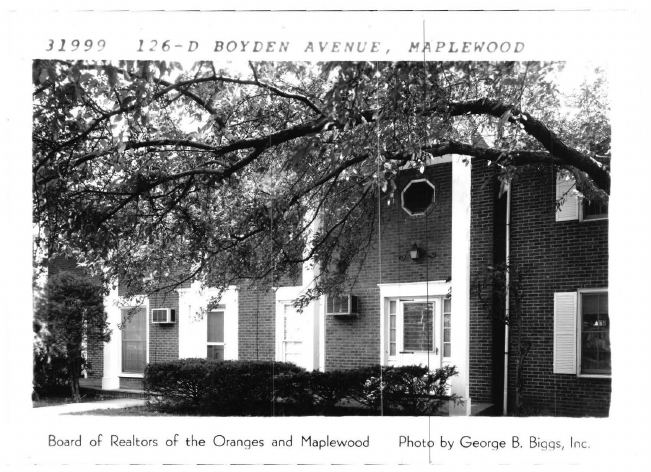 31999 126-D BOYDEN AVENUE, MAPLEWOOD
Board of Realtors of the Oranges and Maplewood Photo by George B. Biggs, Inc.